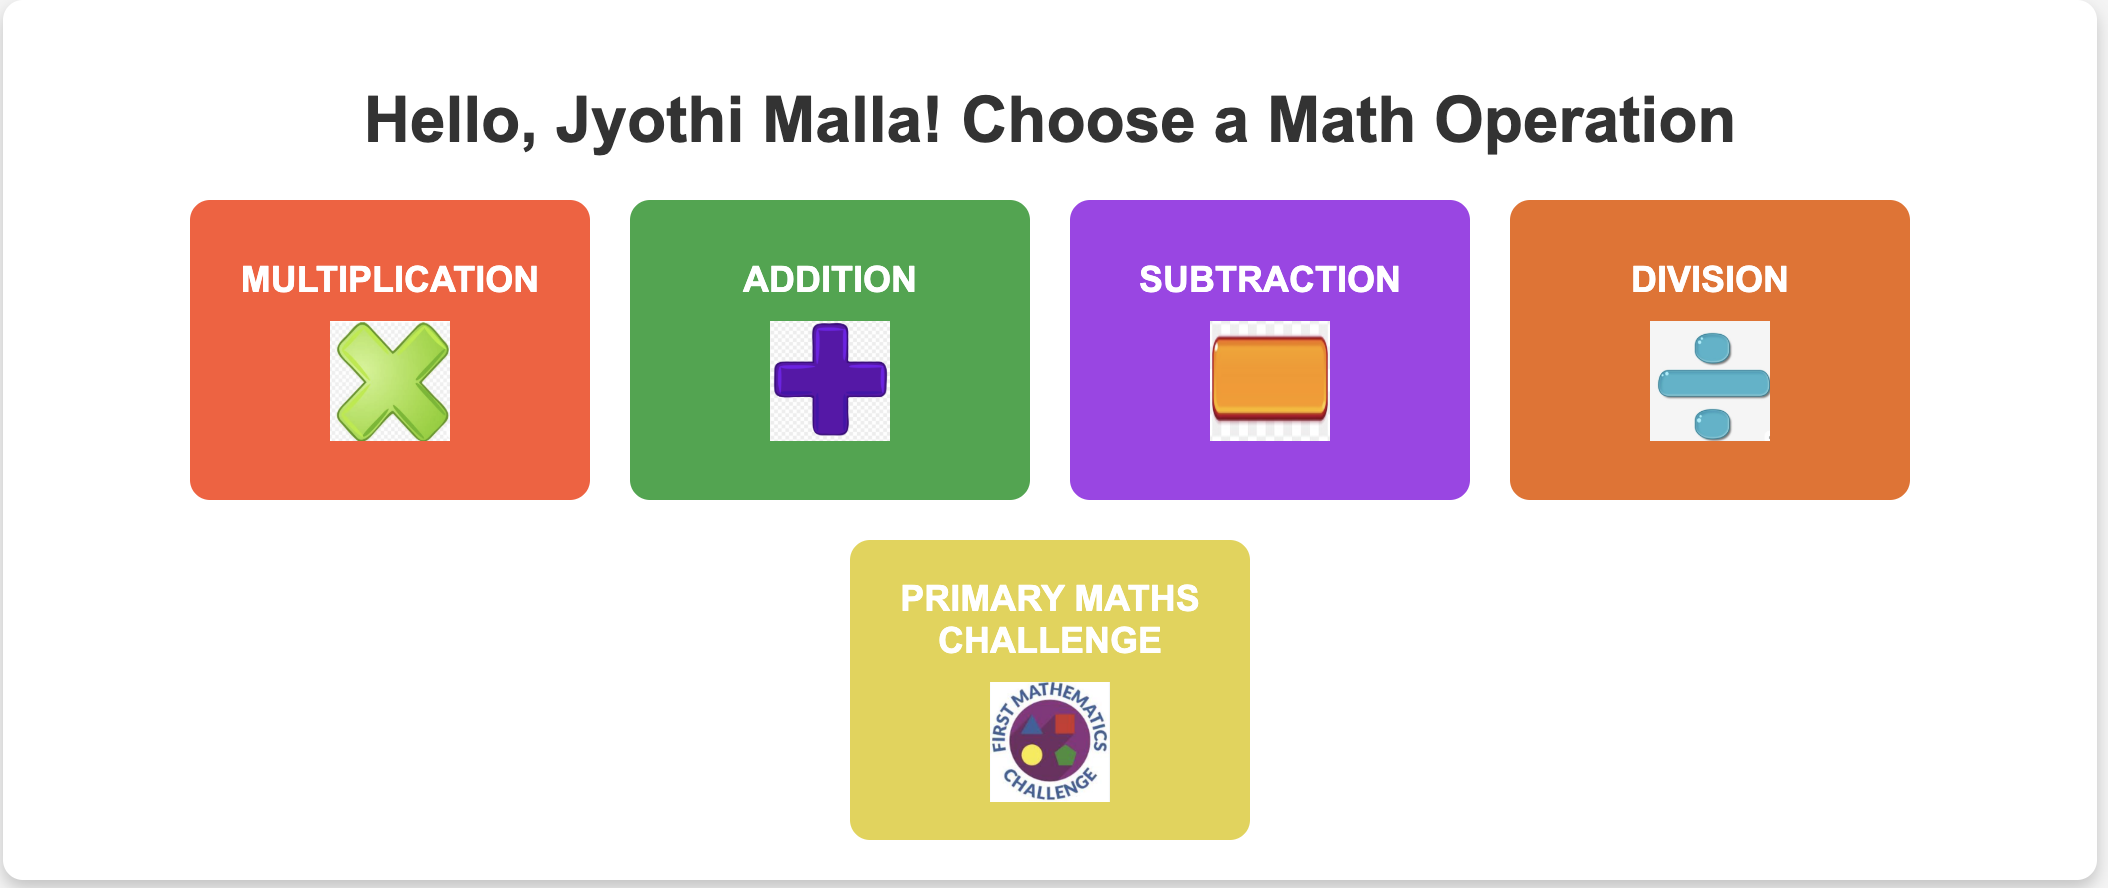 Hello, Jyothi Malla! Choose a Math Operation
MULTIPLICATION
ADDITION
SUBTRACTION
DIVISION
PRIMARY MATHS
CHALLENGE
FIRST MATHEMATICS
CHALLENGE